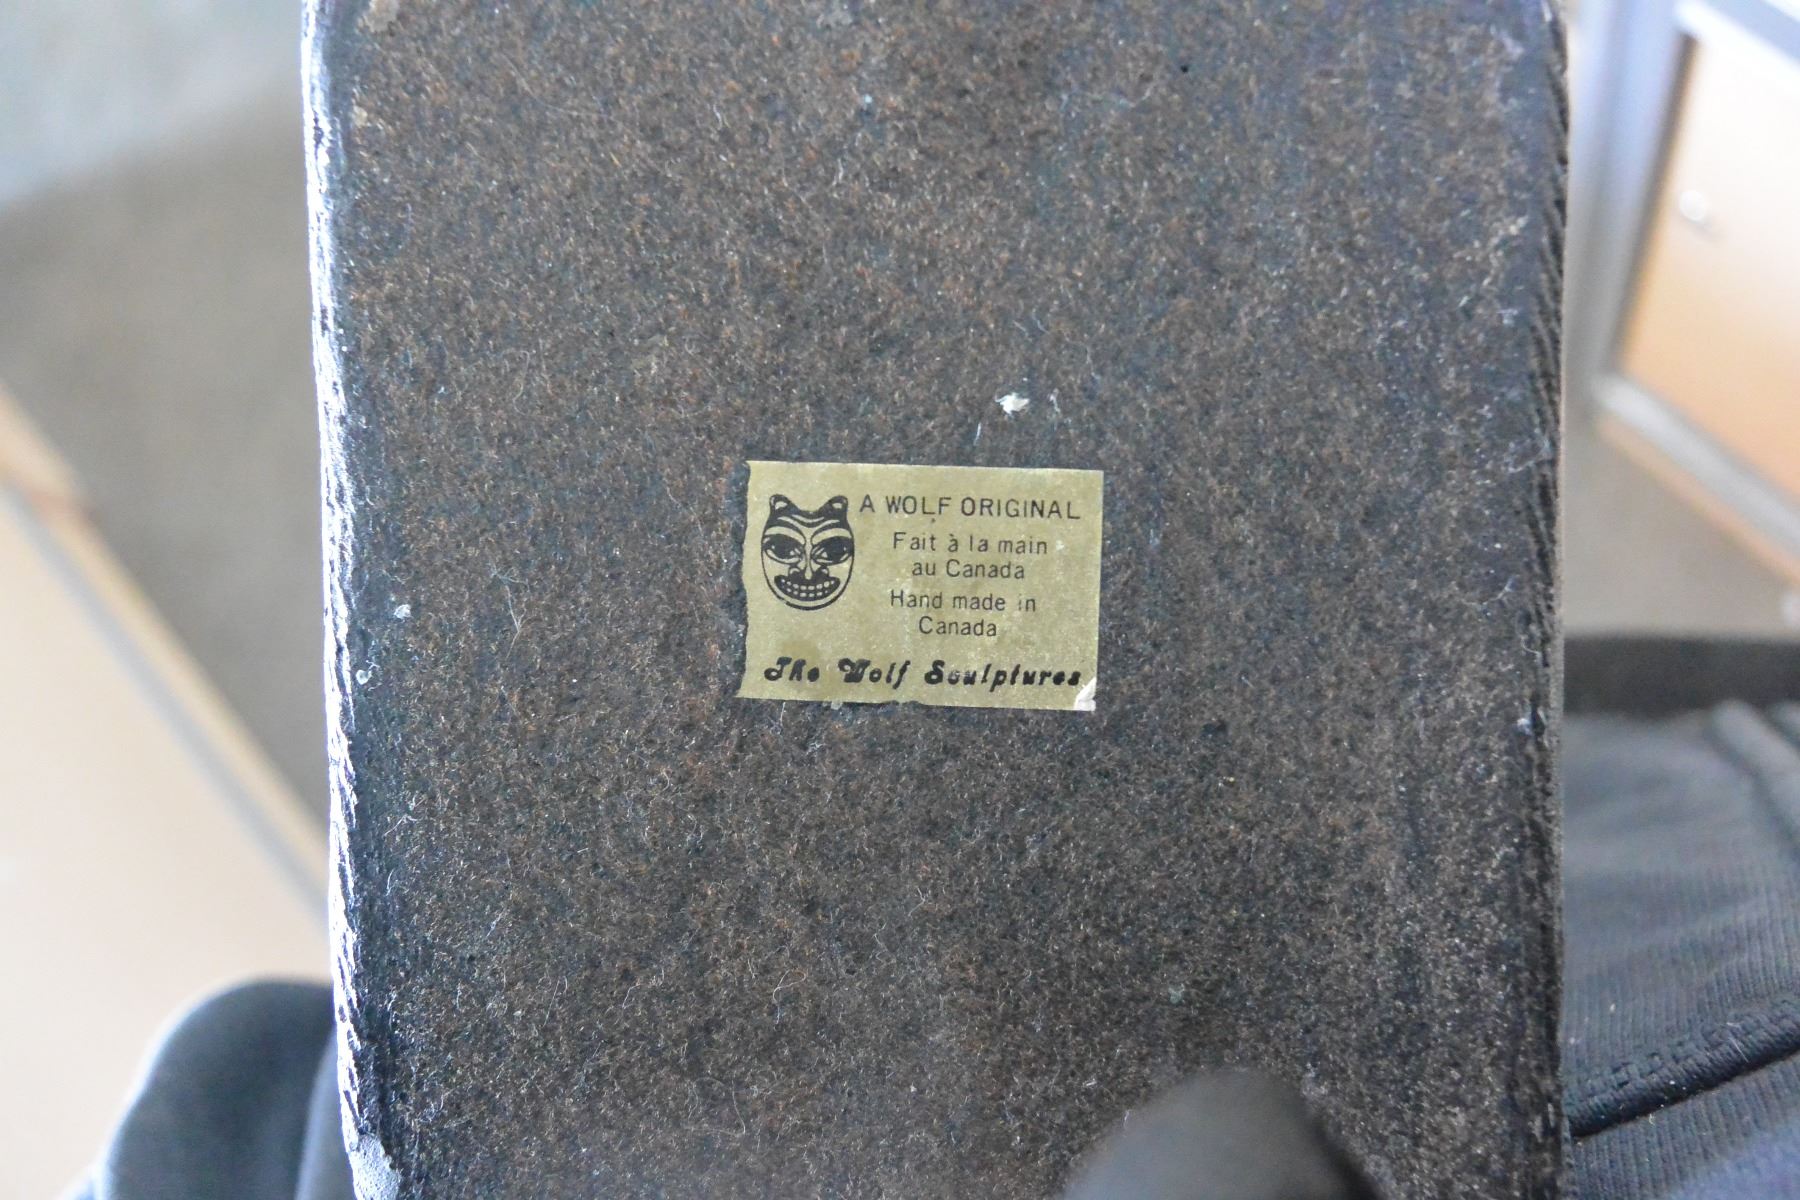 A WOLF ORIGINAL
Fait à la main
au Canada
Hand made in
Canada
The Wolf Sculptures